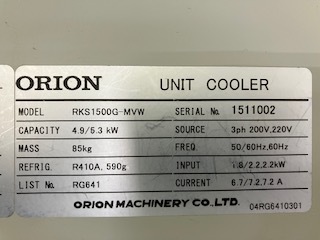 ORION UNIT COOLER
MODEL RKS1500G-MVW SERIAL No. 1511002
CAPACITY 4.9/5.3 kW SOURCE 3ph 200V,220V
MASS 85kg FREQ. 50/60Hz,60Hz
REFRIG. R410A, 590g INPUT 1.8/2.2,2.2kW
LIST No. RG641 CURRENT 6.7/7.2,7.2 A
ORION MACHINERY CO.,LTD. 04RG6410301